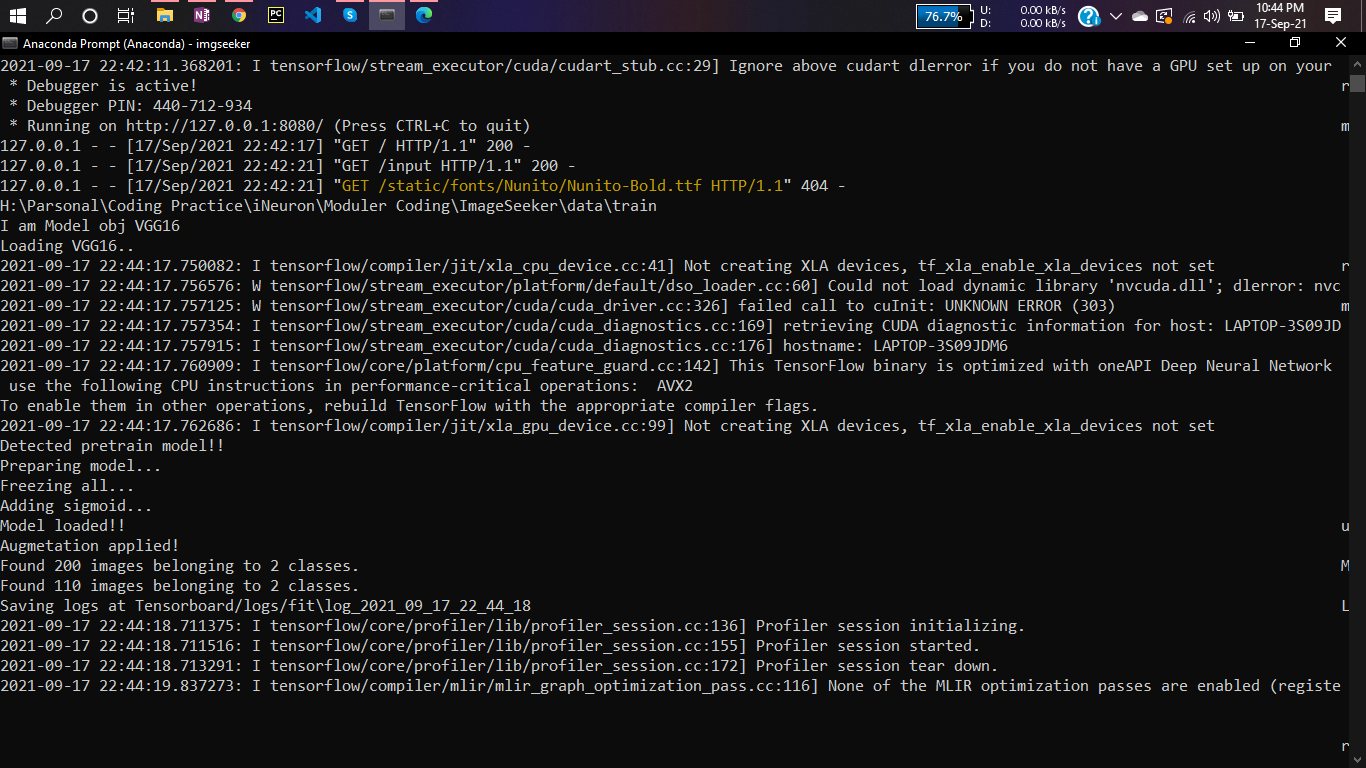 76.7%
U: 0.00 kB/s
D: 0.00 kB/s
10:44 PM
17-Sep-21
Anaconda Prompt (Anaconda) - imgseeker
2021-09-17 22:42:11.368201: I tensorflow/stream_executor/cuda/cudart_stub.cc:29] Ignore above cudart dlerror if you do not have a GPU set up on your
r
* Debugger is active!
* Debugger PIN: 440-712-934
* Running on http://127.0.0.1:8080/ (Press CTRL+C to quit)
m
127.0.0.1 - - [17/Sep/2021 22:42:17] "GET / HTTP/1.1" 200 -
127.0.0.1 - - [17/Sep/2021 22:42:21] "GET /input HTTP/1.1" 200 -
127.0.0.1 - - [17/Sep/2021 22:42:21] "GET /static/fonts/Nunito/Nunito-Bold.ttf HTTP/1.1" 404 -
H:\Parsonal\Coding Practice\iNeuron\Moduler Coding\ImageSeeker\data\train
I am Model obj VGG16
Loading VGG16..
2021-09-17 22:44:17.750082: I tensorflow/compiler/jit/xla_cpu_device.cc:41] Not creating XLA devices, tf_xla_enable_xla_devices not set
r
2021-09-17 22:44:17.756576: W tensorflow/stream_executor/platform/default/dso_loader.cc:60] Could not load dynamic library 'nvcuda.dll'; dlerror: nvc
2021-09-17 22:44:17.757125: W tensorflow/stream_executor/cuda/cuda_driver.cc:326] failed call to cuInit: UNKNOWN ERROR (303)
m
2021-09-17 22:44:17.757354: I tensorflow/stream_executor/cuda/cuda_diagnostics.cc:169] retrieving CUDA diagnostic information for host: LAPTOP-3S09JD
2021-09-17 22:44:17.757915: I tensorflow/stream_executor/cuda/cuda_diagnostics.cc:176] hostname: LAPTOP-3S09JDM6
2021-09-17 22:44:17.760909: I tensorflow/core/platform/cpu_feature_guard.cc:142] This TensorFlow binary is optimized with oneAPI Deep Neural Network
use the following CPU instructions in performance-critical operations:  AVX2
To enable them in other operations, rebuild TensorFlow with the appropriate compiler flags.
2021-09-17 22:44:17.762686: I tensorflow/compiler/jit/xla_gpu_device.cc:99] Not creating XLA devices, tf_xla_enable_xla_devices not set
Detected pretrain model!!
Preparing model...
Freezing all...
Adding sigmoid...
Model loaded!!
u
Augmetation applied!
Found 200 images belonging to 2 classes.
M
Found 110 images belonging to 2 classes.
Saving logs at Tensorboard/logs/fit\log_2021_09_17_22_44_18
L
2021-09-17 22:44:18.711375: I tensorflow/core/profiler/lib/profiler_session.cc:136] Profiler session initializing.
2021-09-17 22:44:18.711516: I tensorflow/core/profiler/lib/profiler_session.cc:155] Profiler session started.
2021-09-17 22:44:18.713291: I tensorflow/core/profiler/lib/profiler_session.cc:172] Profiler session tear down.
2021-09-17 22:44:19.837273: I tensorflow/compiler/mlir/mlir_graph_optimization_pass.cc:116] None of the MLIR optimization passes are enabled (registe
r